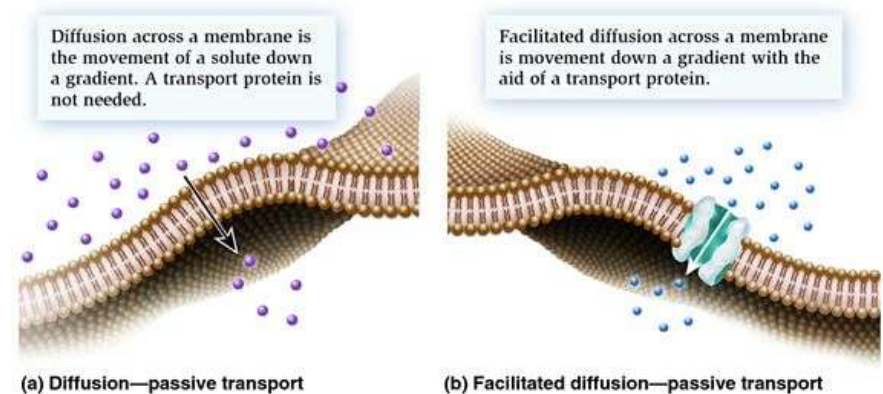 Diffusion across a membrane is
the movement of a solute down
a gradient. A transport protein is
not needed.
Facilitated diffusion across a membrane
is movement down a gradient with the
aid of a transport protein.
(a) Diffusion—passive transport
(b) Facilitated diffusion—passive transport